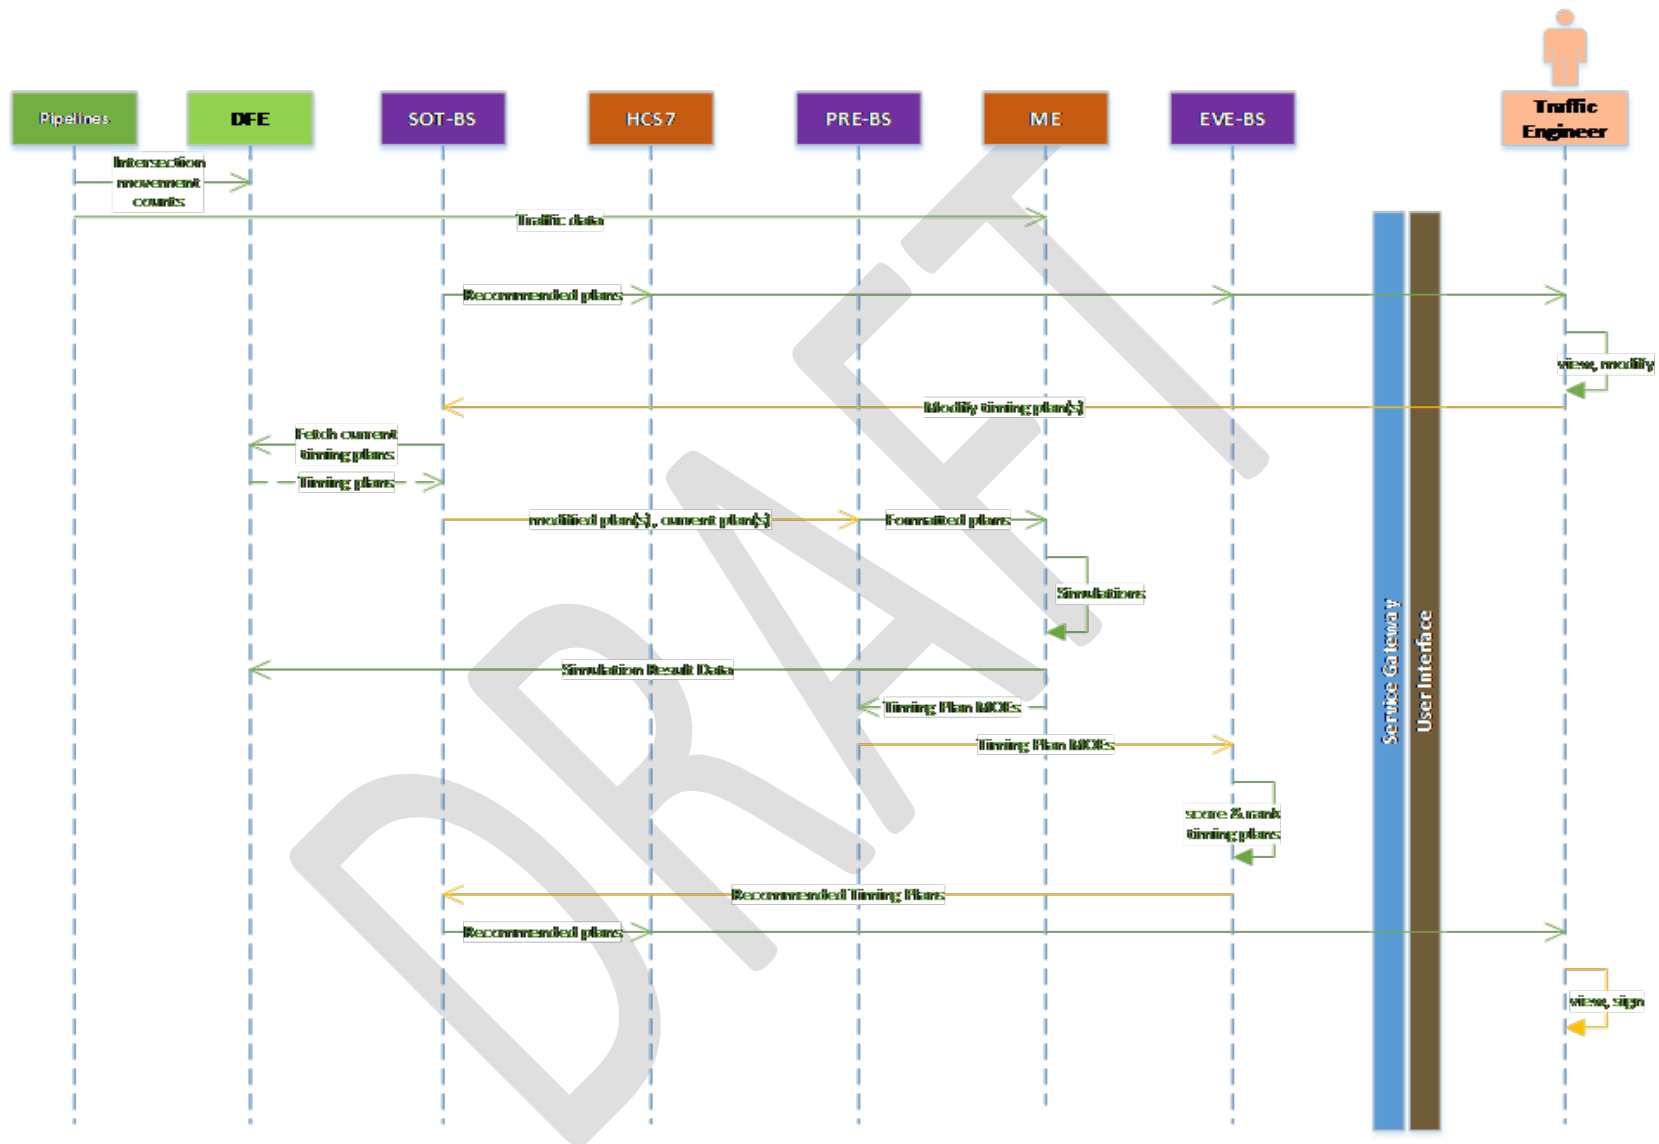 Pipelines
DFE
SOT-BS
HCS7
PRE-BS
ME
EVE-BS
Traffic
Engineer
Intersection
movement
counts
Traffic data
Recommended plans
view, modify
Modify timing plan(s)
Fetch current
timing plans
Timing plans
modified plan(s), current plan(s)
Formatted plans
Simulations
Simulation Result Data
Timing Plan MOEs
Timing Plan MOEs
score & rank
timing plans
Recommended Timing Plans
Recommended plans
view, sign
Service Gateway
User Interface
DRAFT